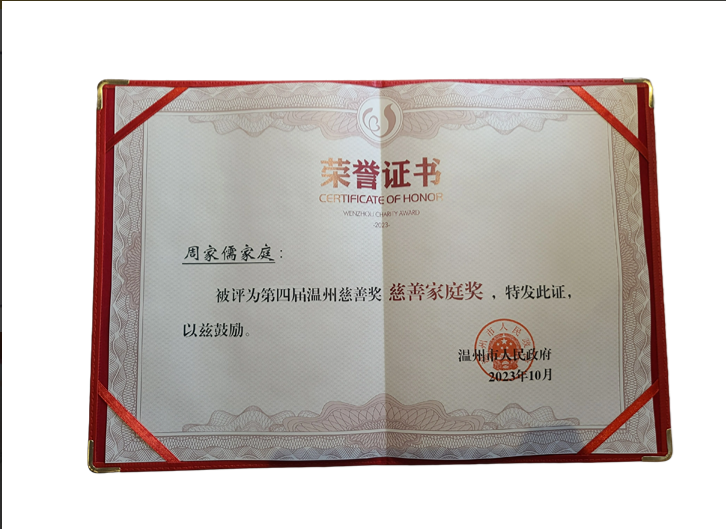 荣誉证书
CERTIFICATE OF HONOR
WENZHOU CHARITY AWARD
-2023-
周家儒家庭：
被评为第四届温州慈善奖 慈善家庭奖，特发此证，
以兹鼓励。
温州市人民政府
2023年10月